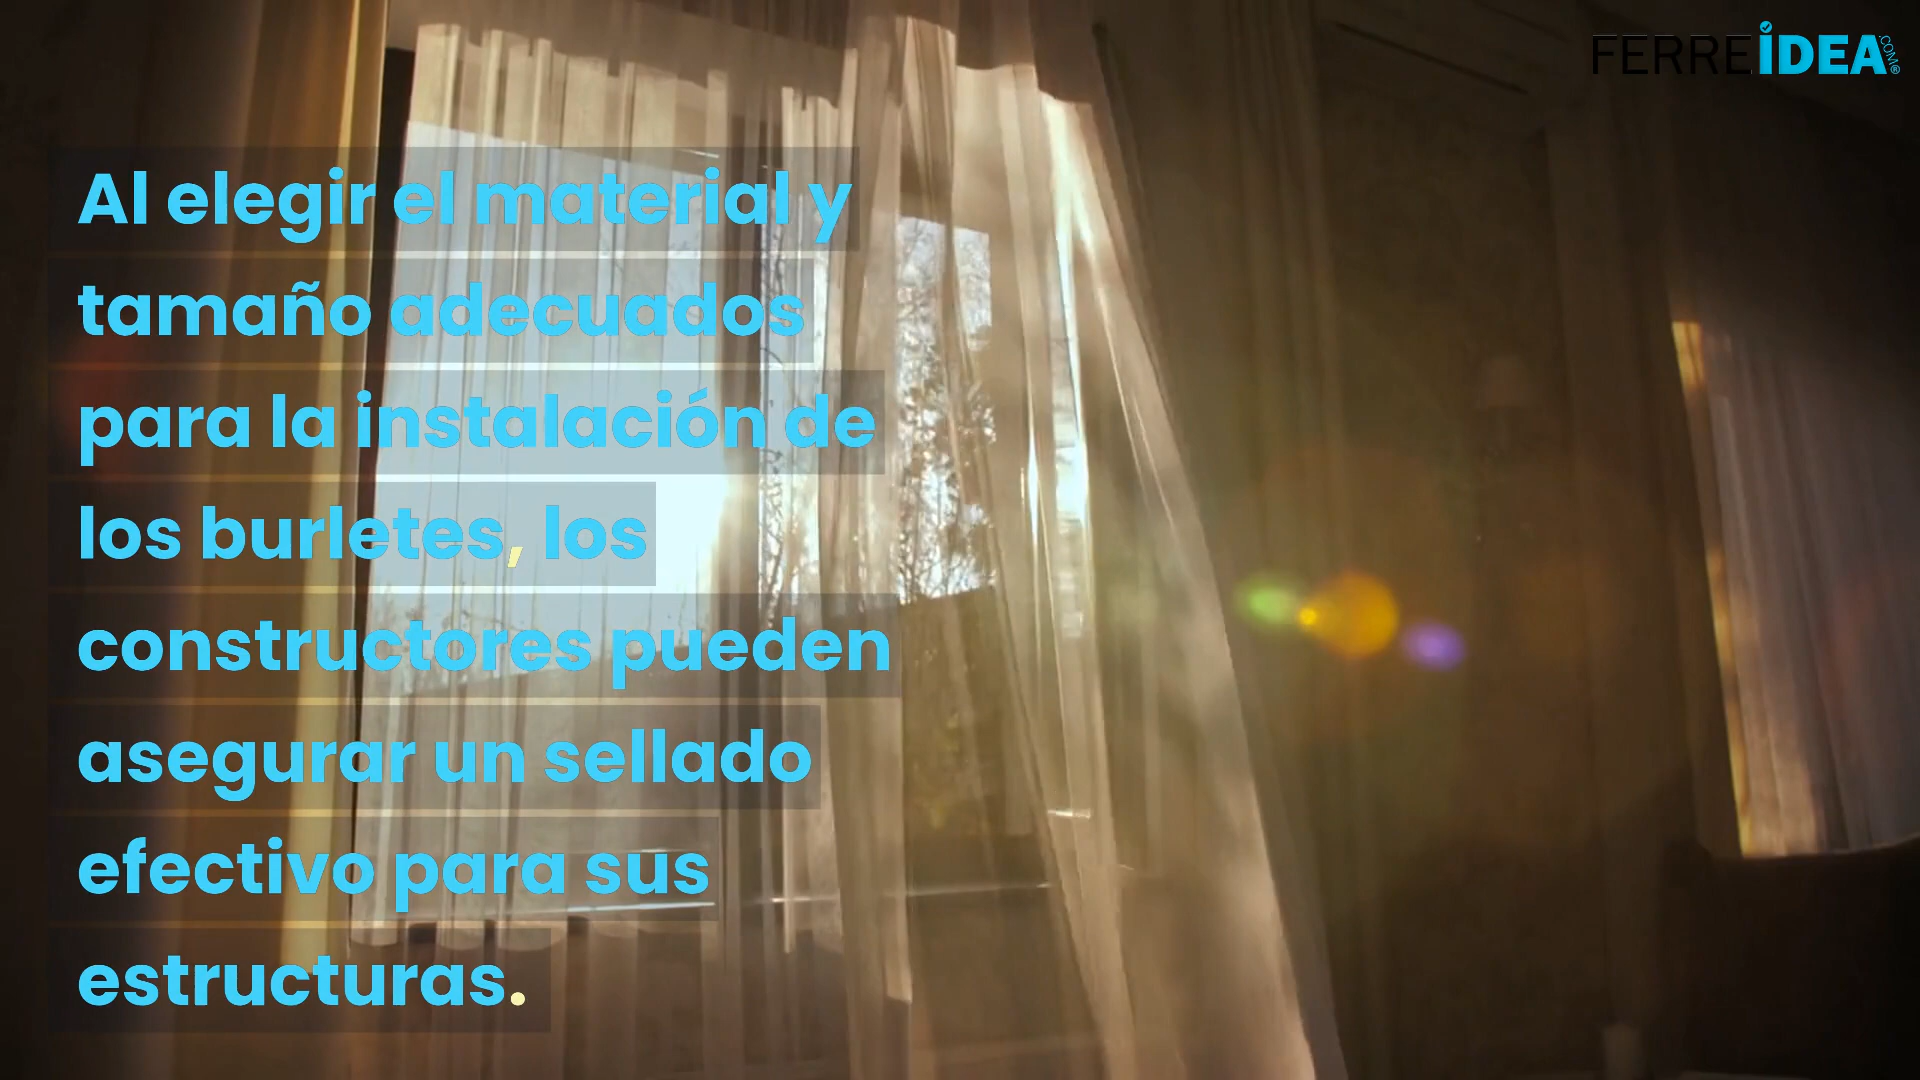 FERREIDEA.COM®
Al elegir el material y
tamaño adecuados
para la instalación de
los burletes, los
constructores pueden
asegurar un sellado
efectivo para sus
estructuras.